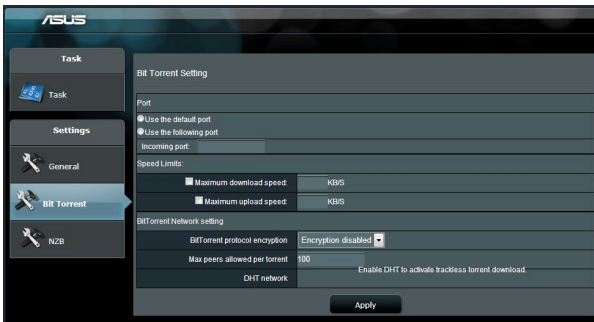 ASUS
Task
Task
Settings
General
Bit Torrent
NZB
Bit Torrent Setting
Port
Use the default port
Use the following port
Incoming port:
Speed Limits:
Maximum download speed: KB/S
Maximum upload speed: KB/S
BitTorrent Network setting
BitTorrent protocol encryption Encryption disabled
Max peers allowed per torrent 100
DHT network Enable DHT to activate trackless torrent download.
Apply